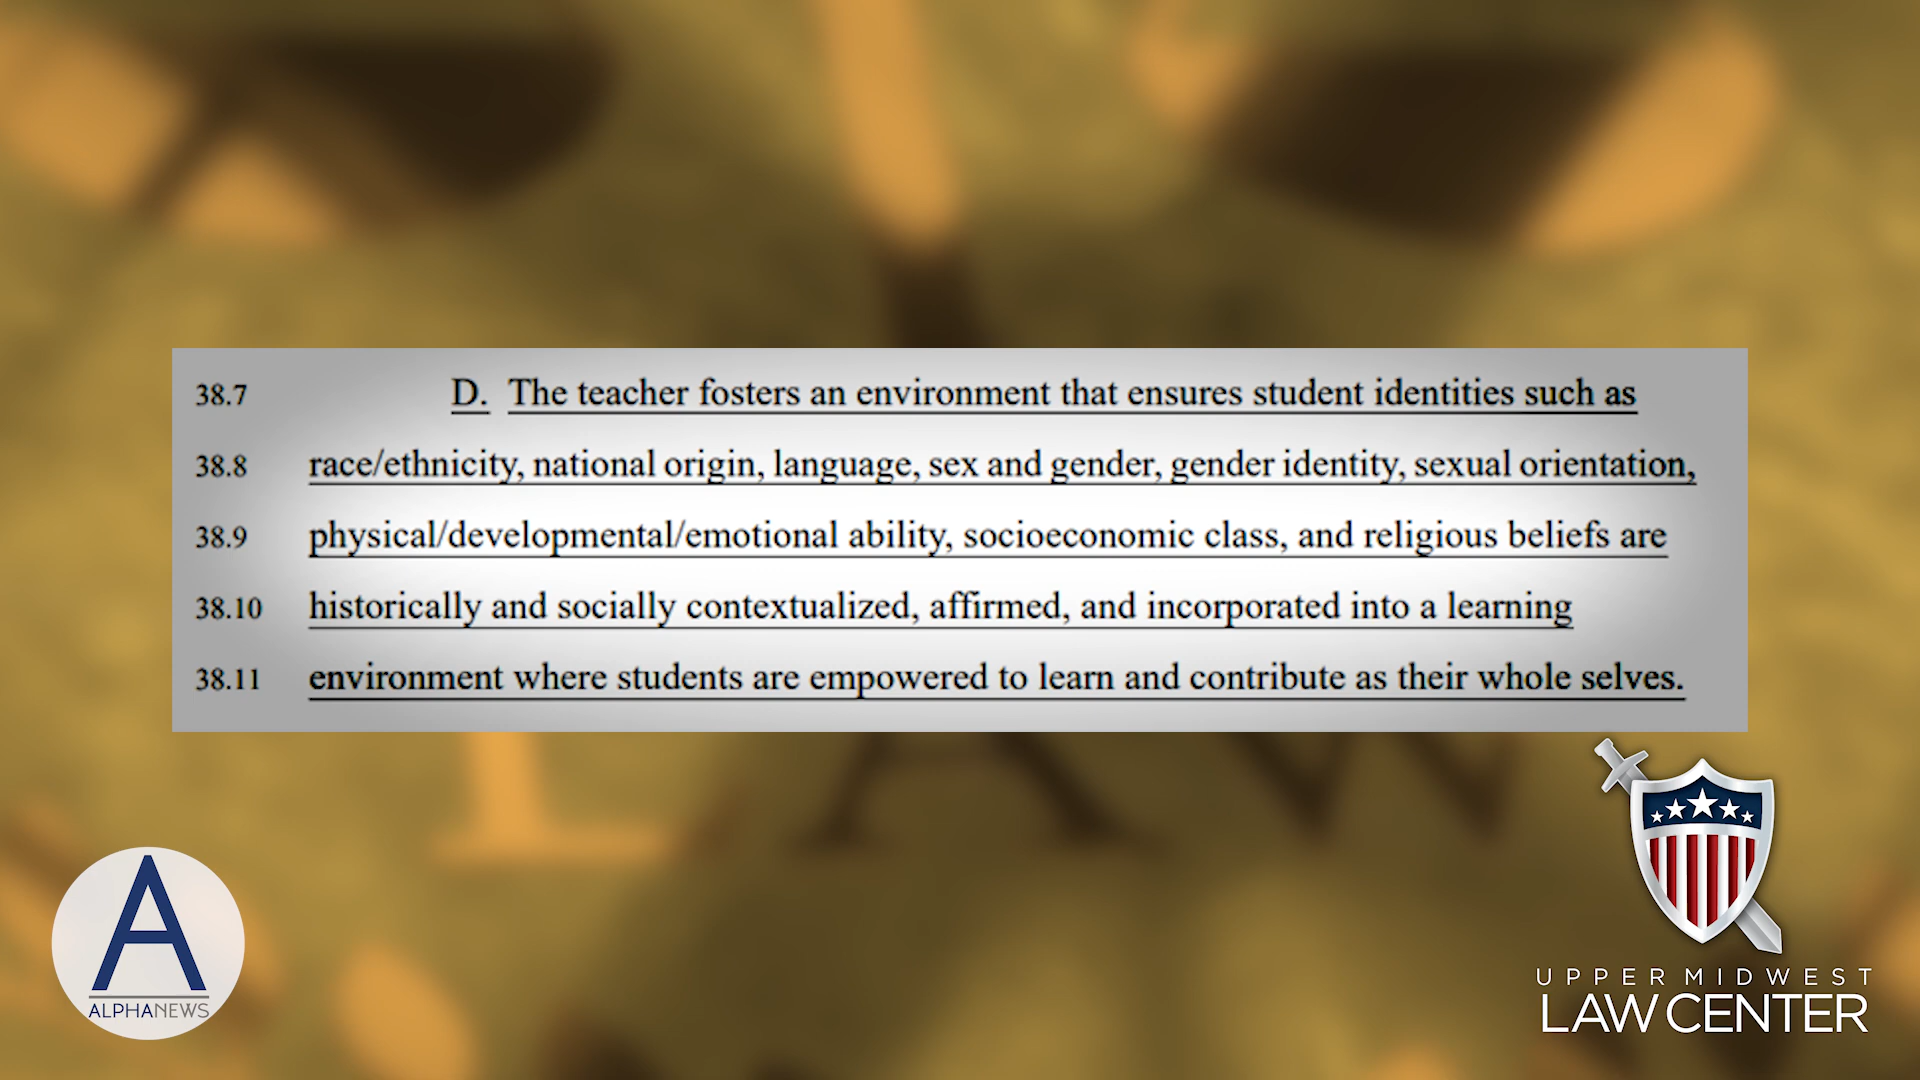 38.7 D. The teacher fosters an environment that ensures student identities such as
38.8 race/ethnicity, national origin, language, sex and gender, gender identity, sexual orientation,
38.9 physical/developmental/emotional ability, socioeconomic class, and religious beliefs are
38.10 historically and socially contextualized, affirmed, and incorporated into a learning
38.11 environment where students are empowered to learn and contribute as their whole selves.
LAW
A
ALPHANEWS
UPPER MIDWEST
LAW CENTER